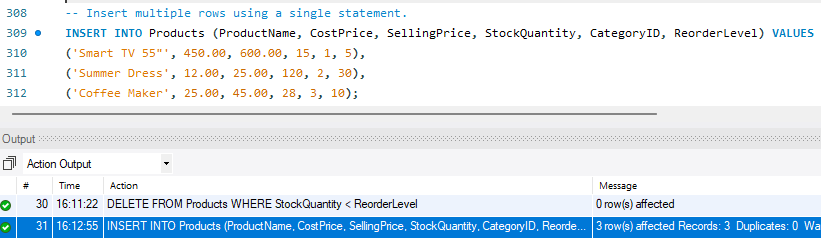 308 -- Insert multiple rows using a single statement.
309 INSERT INTO Products (ProductName, CostPrice, SellingPrice, StockQuantity, CategoryID, ReorderLevel) VALUES
310 ('Smart TV 55"', 450.00, 600.00, 15, 1, 5),
311 ('Summer Dress', 12.00, 25.00, 120, 2, 30),
312 ('Coffee Maker', 25.00, 45.00, 28, 3, 10);
Output
Action Output
# Time Action Message
30 16:11:22 DELETE FROM Products WHERE StockQuantity < ReorderLevel 0 row(s) affected
31 16:12:55 INSERT INTO Products (ProductName, CostPrice, SellingPrice, StockQuantity, CategoryID, Reorde... 3 row(s) affected Records: 3 Duplicates: 0 Wa